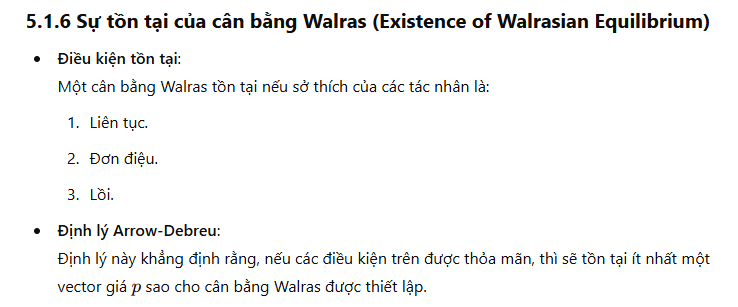 5.1.6 Sự tồn tại của cân bằng Walras (Existence of Walrasian Equilibrium)
• Điều kiện tồn tại:
Một cân bằng Walras tồn tại nếu sở thích của các tác nhân là:
1. Liên tục.
2. Đơn điệu.
3. Lồi.
• Định lý Arrow-Debreu:
Định lý này khẳng định rằng, nếu các điều kiện trên được thỏa mãn, thì sẽ tồn tại ít nhất một
vector giá p sao cho cân bằng Walras được thiết lập.